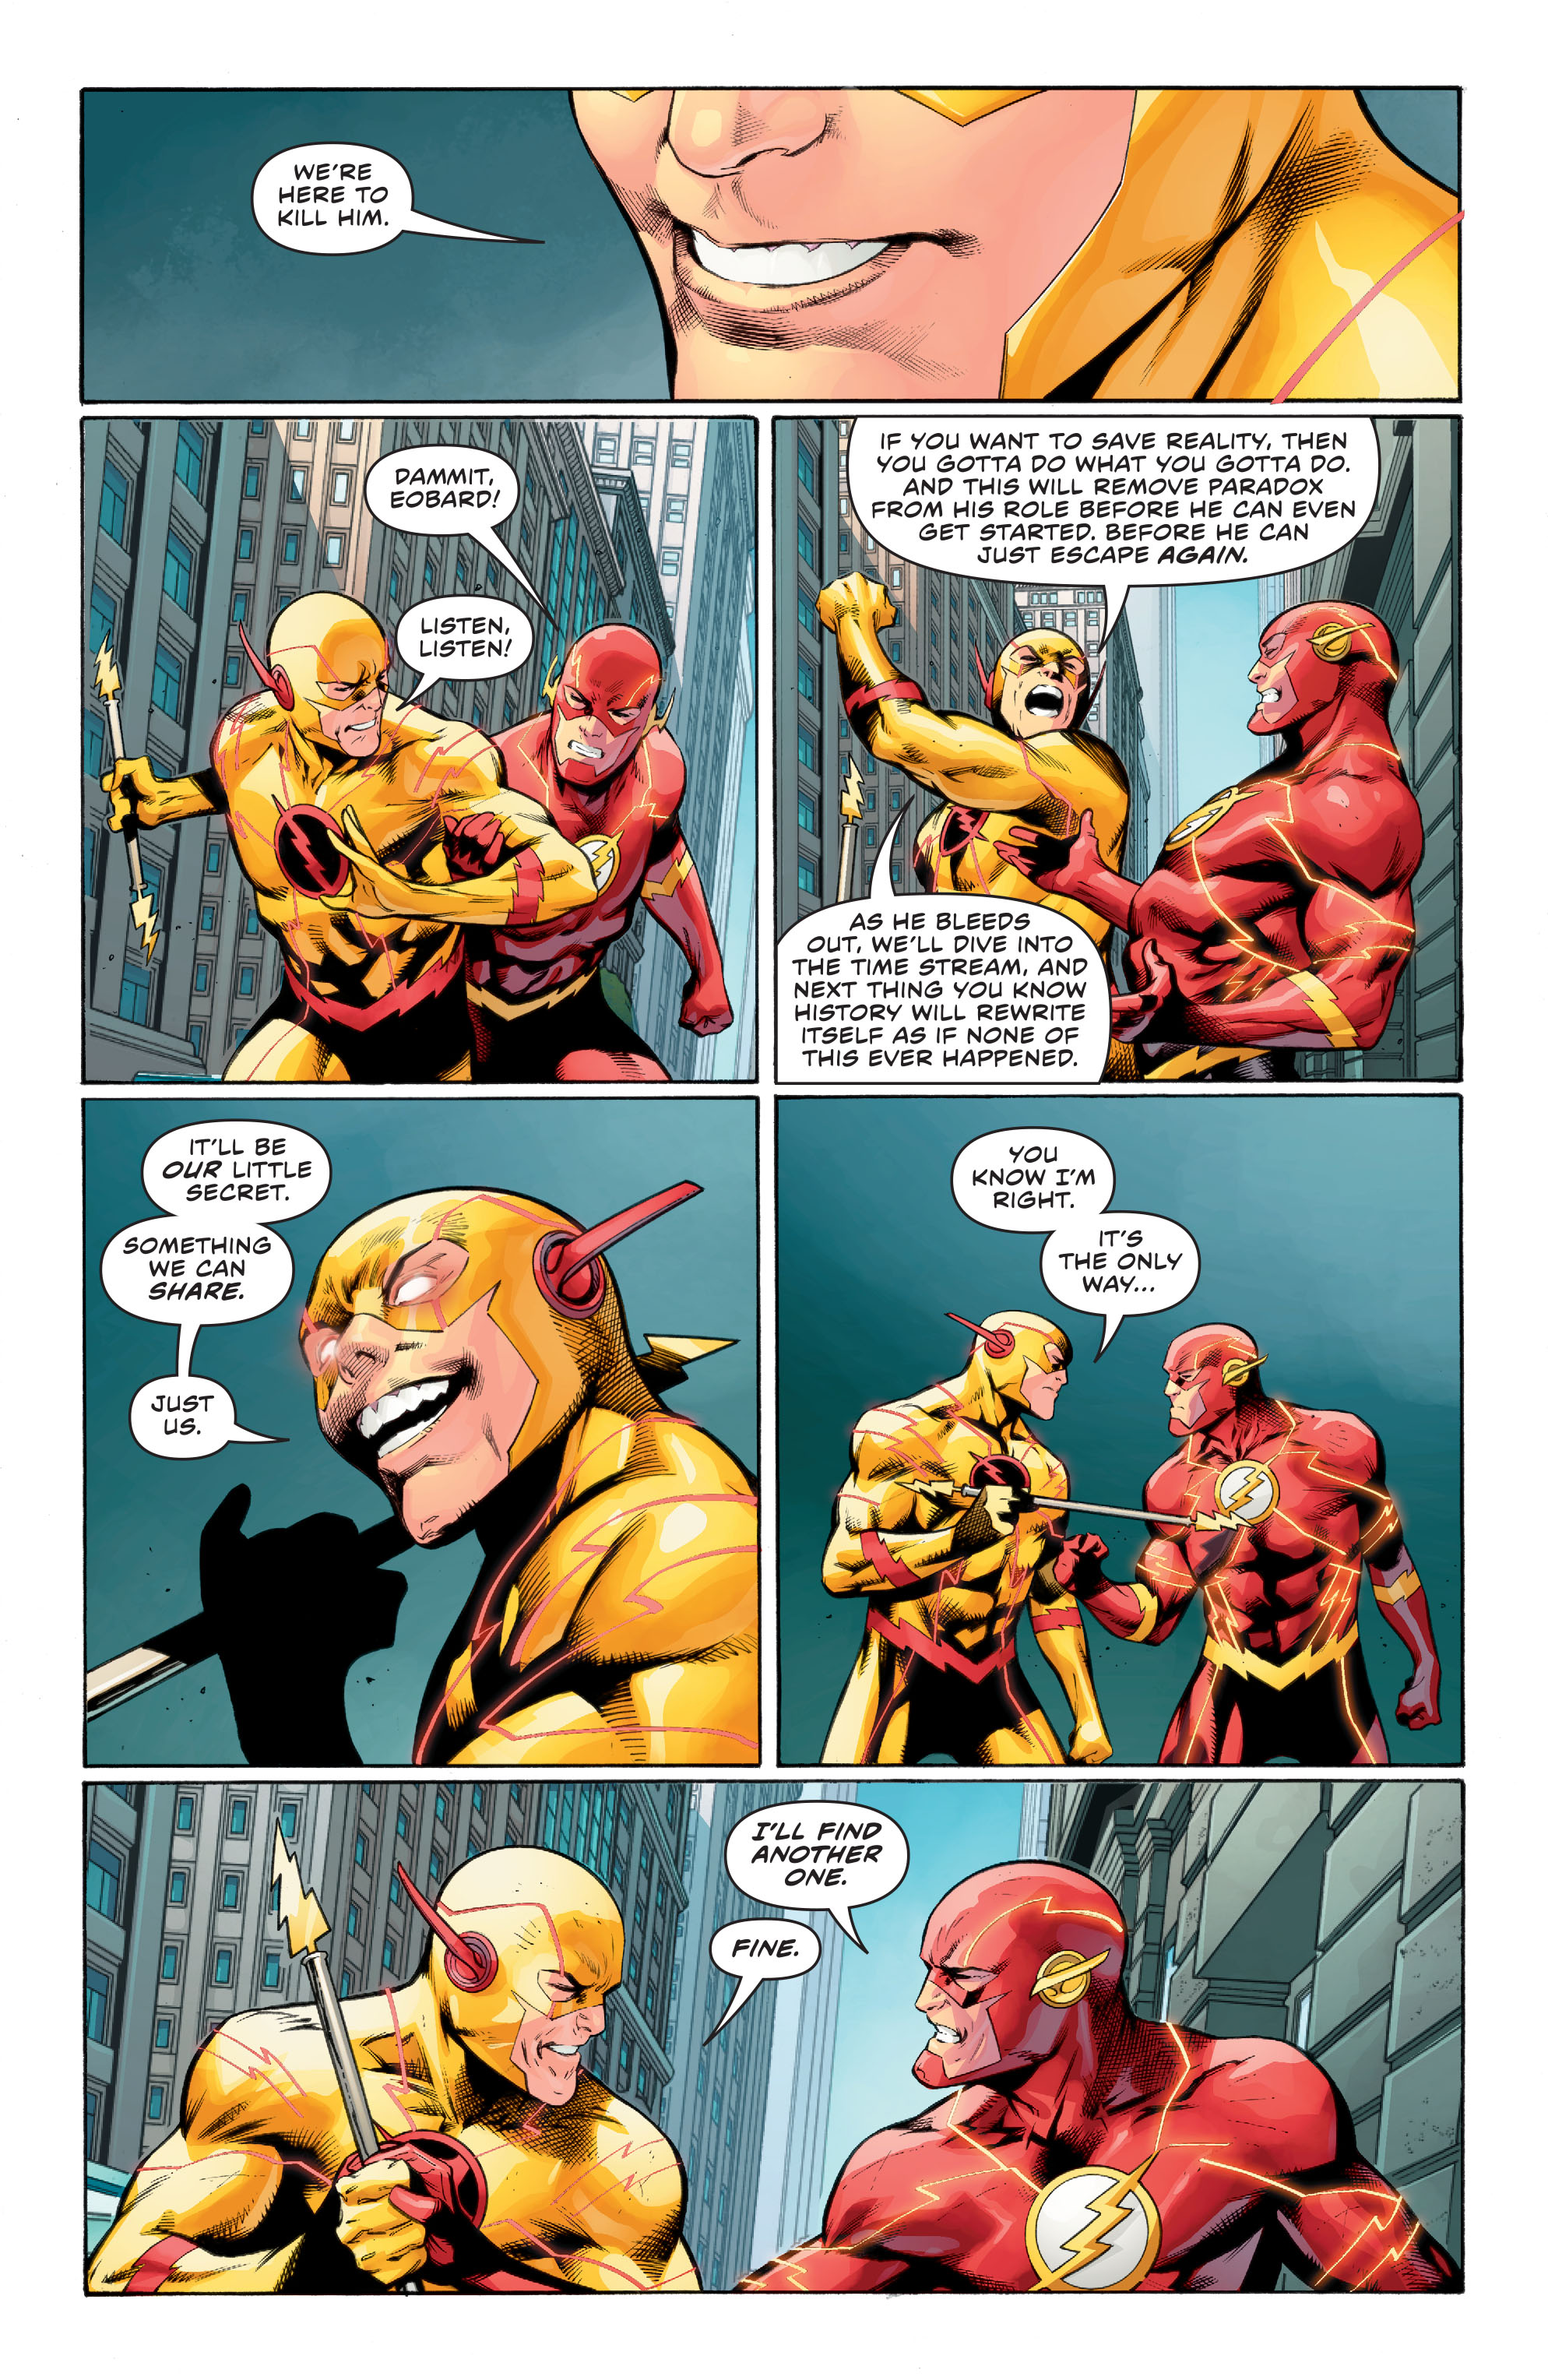 WE'RE
HERE TO
KILL HIM.
DAMMIT,
EOBARD!
LISTEN,
LISTEN!
IF YOU WANT TO SAVE REALITY, THEN
YOU GOTTA DO WHAT YOU GOTTA DO.
AND THIS WILL REMOVE PARADOX
FROM HIS ROLE BEFORE HE CAN EVEN
GET STARTED. BEFORE HE CAN
JUST ESCAPE AGAIN.
AS HE BLEEDS
OUT, WE'LL DIVE INTO
THE TIME STREAM, AND
NEXT THING YOU KNOW
HISTORY WILL REWRITE
ITSELF AS IF NONE OF
THIS EVER HAPPENED.
IT'LL BE
OUR LITTLE
SECRET.
SOMETHING
WE CAN
SHARE.
JUST
US.
YOU
KNOW I'M
RIGHT.
IT'S
THE ONLY
WAY...
I'LL FIND
ANOTHER
ONE.
FINE.